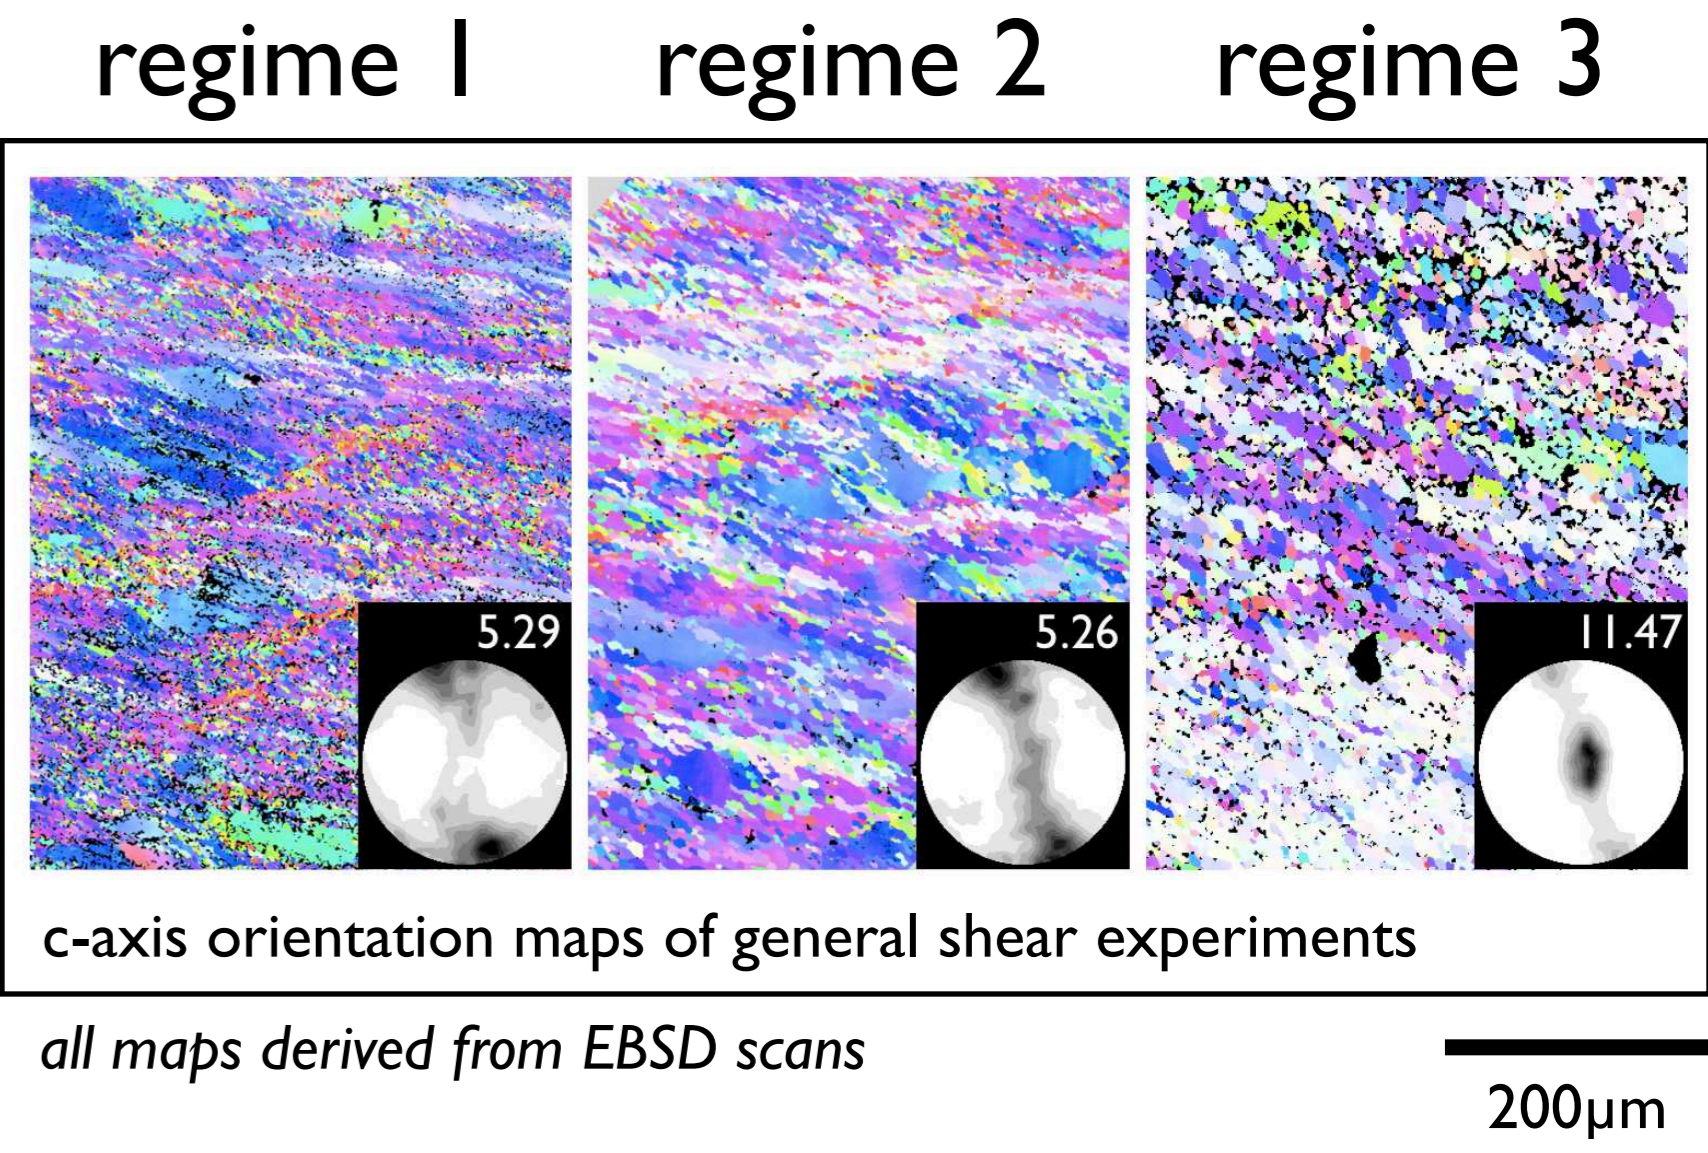 regime 1 regime 2 regime 3
5.29 5.26 11.47
c-axis orientation maps of general shear experiments
all maps derived from EBSD scans
200µm